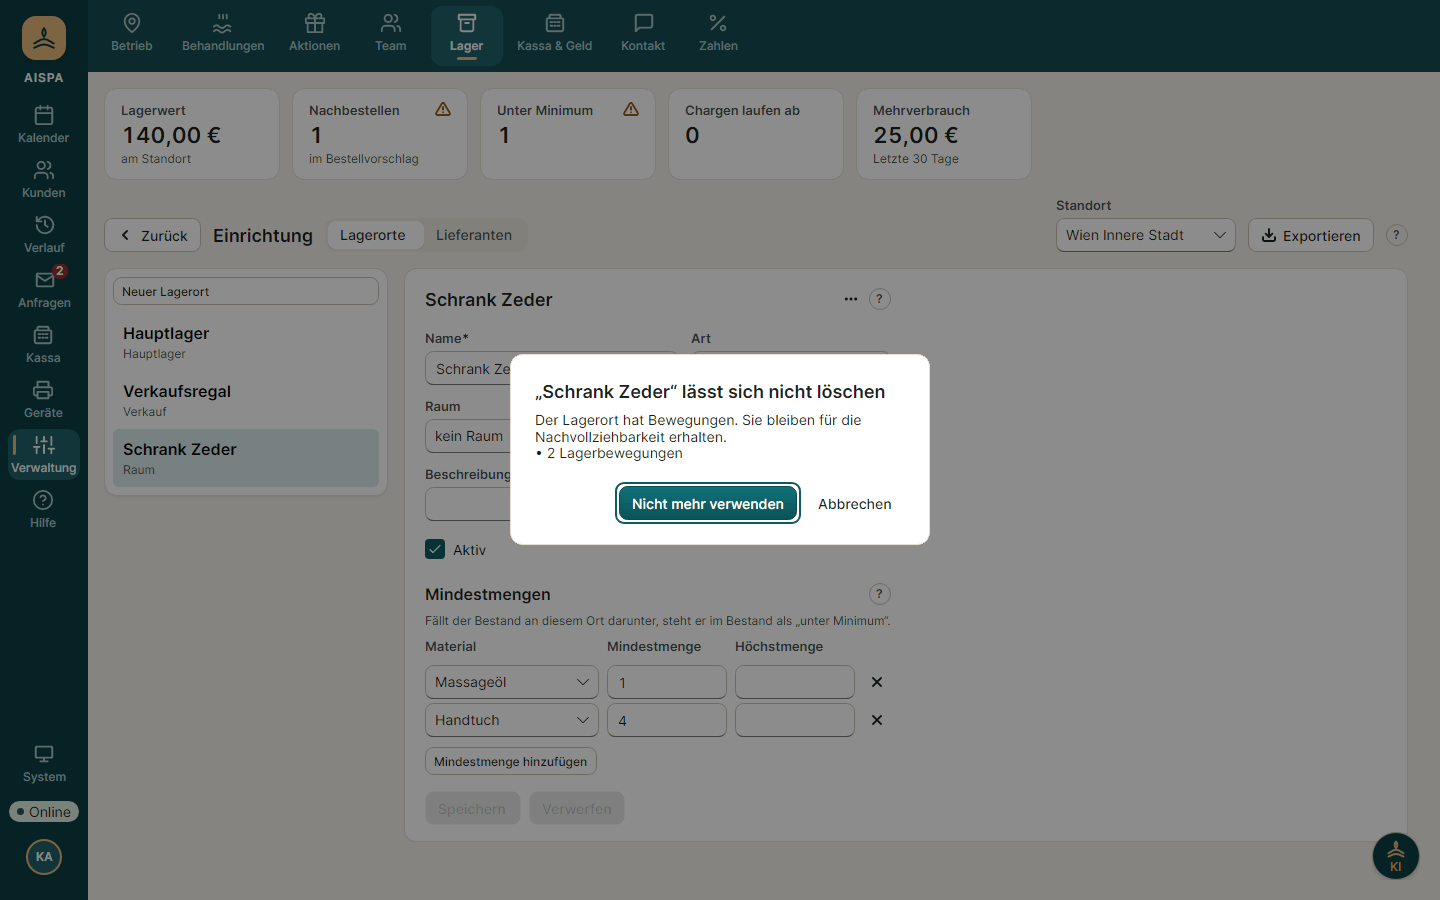 AISPA
Kalender
Kunden
Verlauf
2
Anfragen
Kassa
Geräte
Verwaltung
Hilfe
System
Online
KA
Betrieb
Behandlungen
Aktionen
Team
Lager
Kassa & Geld
Kontakt
Zahlen
Lagerwert
140,00 €
am Standort
Nachbestellen
1
im Bestellvorschlag
Unter Minimum
1
Chargen laufen ab
0
Mehrverbrauch
25,00 €
Letzte 30 Tage
Zurück
Einrichtung
Lagerorte
Lieferanten
Standort
Wien Innere Stadt
Exportieren
?
Neuer Lagerort
Hauptlager
Hauptlager
Verkaufsregal
Verkauf
Schrank Zeder
Raum
Schrank Zeder
?
Name*
Art
Schrank Ze
Raum
kein Raum
Beschreibung
Aktiv
„Schrank Zeder“ lässt sich nicht löschen
Der Lagerort hat Bewegungen. Sie bleiben für die
Nachvollziehbarkeit erhalten.
• 2 Lagerbewegungen
Nicht mehr verwenden
Abbrechen
Mindestmengen
?
Fällt der Bestand an diesem Ort darunter, steht er im Bestand als „unter Minimum“.
Material
Mindestmenge
Höchstmenge
Massageöl
1
Handtuch
4
Mindestmenge hinzufügen
Speichern
Verwerfen
KI